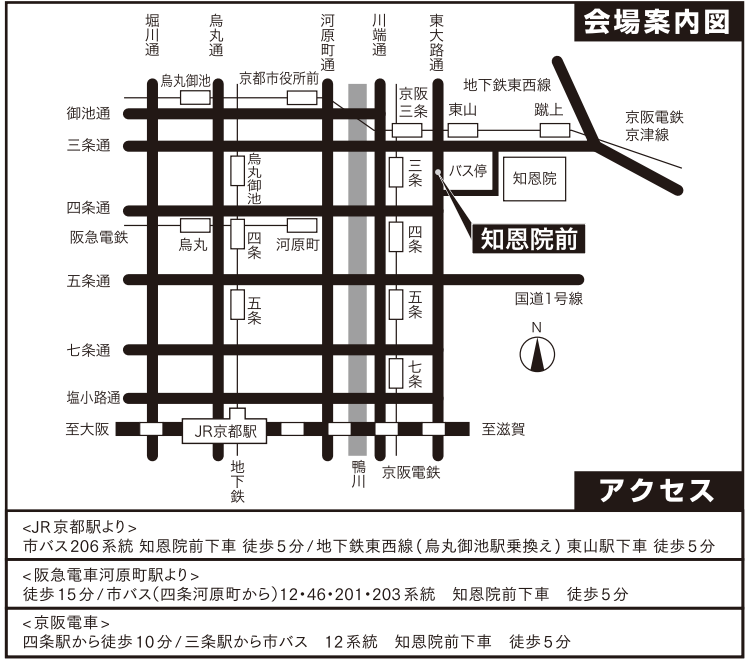 会場案内図
堀川通
烏丸通
河原町通
川端通
東大路通
烏丸御池
京都市役所前
京阪三条
東山
地下鉄東西線
蹴上
京阪電鉄
京津線
御池通
三条通
烏丸御池
三条
バス停
知恩院
四条通
阪急電鉄
烏丸
四条
河原町
四条
知恩院前
五条通
五条
五条
国道1号線
N
七条通
七条
塩小路通
至大阪
JR京都駅
至滋賀
地下鉄
鴨川
京阪電鉄
アクセス
<JR京都駅より>
市バス206系統 知恩院前下車 徒歩5分/地下鉄東西線(烏丸御池駅乗換え) 東山駅下車 徒歩5分
<阪急電車河原町駅より>
徒歩15分/市バス(四条河原町から)12・46・201・203系統　知恩院前下車　徒歩5分
<京阪電車>
四条駅から徒歩10分/三条駅から市バス　12系統　知恩院前下車　徒歩5分